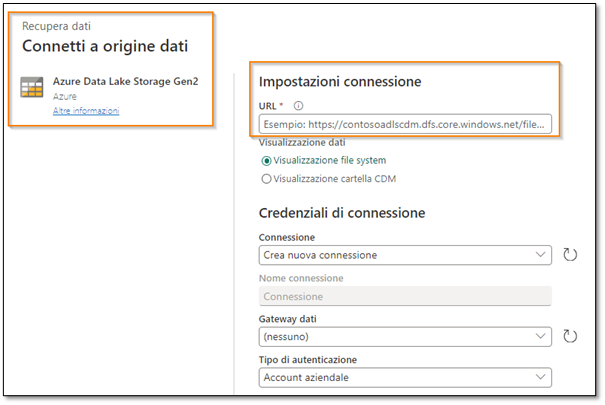 Recupera dati
Connetti a origine dati
Azure Data Lake Storage Gen2
Azure
Altre informazioni
Impostazioni connessione
URL *
Esempio: https://contosoadlscdm.dfs.core.windows.net/file...
Visualizzazione dati
Visualizzazione file system
Visualizzazione cartella CDM
Credenziali di connessione
Connessione
Crea nuova connessione
Nome connessione
Connessione
Gateway dati
(nessuno)
Tipo di autenticazione
Account aziendale